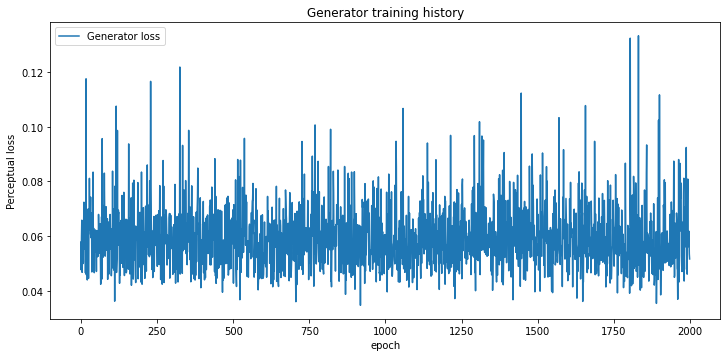 Generator training history
Generator loss
Perceptual loss
0.12
0.10
0.08
0.06
0.04
0 250 500 750 1000 1250 1500 1750 2000
epoch